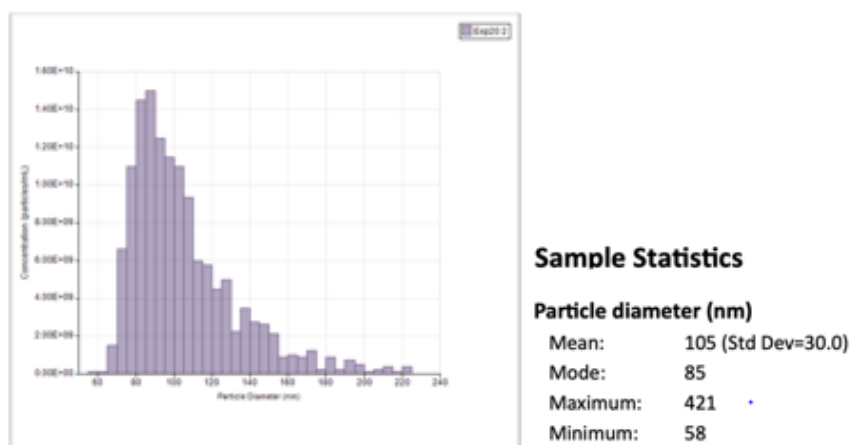 Exp20.2
1.60E+10
1.40E+10
1.20E+10
1.00E+10
8.00E+09
6.00E+09
4.00E+09
2.00E+09
0.00E+00
Concentration (particles/mL)
60 80 100 120 140 160 180 200 220 240
Particle Diameter (nm)
Sample Statistics
Particle diameter (nm)
Mean: 105 (Std Dev=30.0)
Mode: 85
Maximum: 421
Minimum: 58